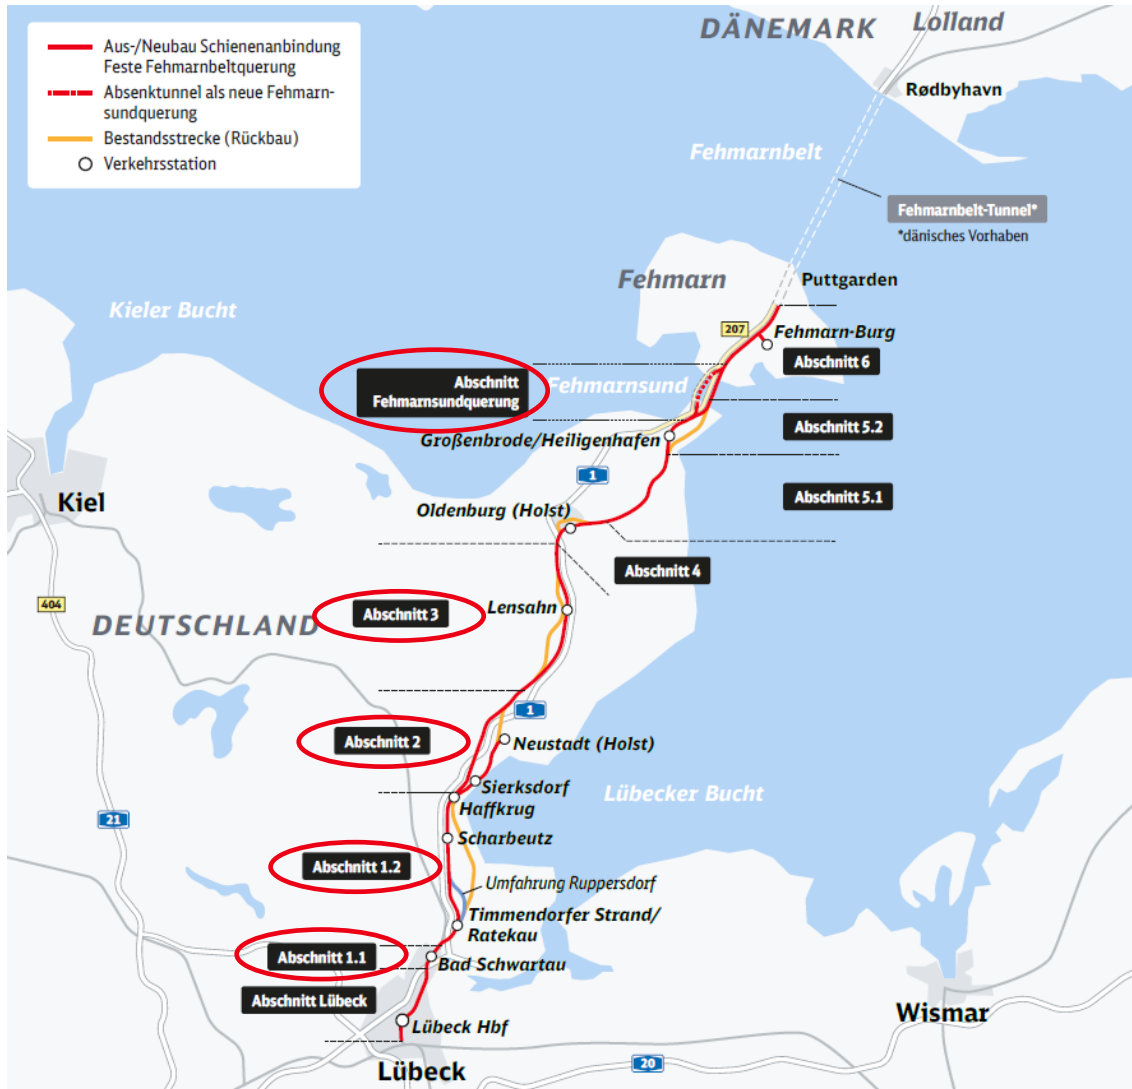 Aus-/Neubau Schienenanbindung
Feste Fehmarnbeltquerung
Absenktunnel als neue Fehmarn-
sundquerung
Bestandsstrecke (Rückbau)
Verkehrsstation
DÄNEMARK
Lolland
Rødbyhavn
Fehmarnbelt
Fehmarnbelt-Tunnel*
*dänisches Vorhaben
Fehmarn
Puttgarden
Kieler Bucht
207
Fehmarn-Burg
Abschnitt 6
Abschnitt
Fehmarnsundquerung
Fehmarnsund
Abschnitt 5.2
Großenbrode/Heiligenhafen
1
Abschnitt 5.1
Kiel
Oldenburg (Holst)
Abschnitt 4
404
Abschnitt 3
Lensahn
DEUTSCHLAND
1
Abschnitt 2
Neustadt (Holst)
Sierksdorf
Lübecker Bucht
Haffkrug
21
Scharbeutz
Abschnitt 1.2
Umfahrung Ruppersdorf
Timmendorfer Strand/
Ratekau
Abschnitt 1.1
Bad Schwartau
Abschnitt Lübeck
Wismar
Lübeck Hbf
20
Lübeck